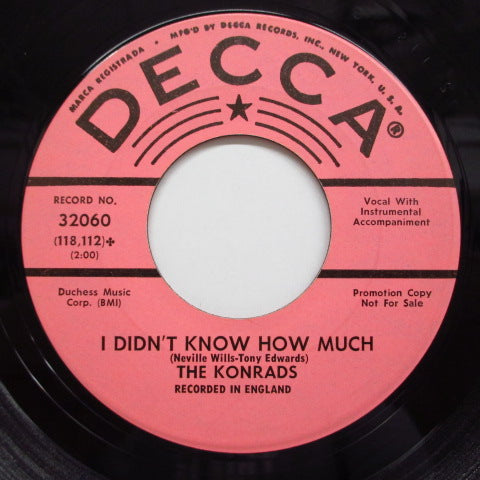 MARCA REGISTRADA • MFG'D BY DECCA RECORDS, INC., NEW YORK, U.S.A.
DECCA®
RECORD NO.
32060
(118,112)✢
(2:00)
Vocal With
Instrumental
Accompaniment
Duchess Music
Corp. (BMI)
Promotion Copy
Not For Sale
I DIDN'T KNOW HOW MUCH
(Neville Wills-Tony Edwards)
THE KONRADS
RECORDED IN ENGLAND